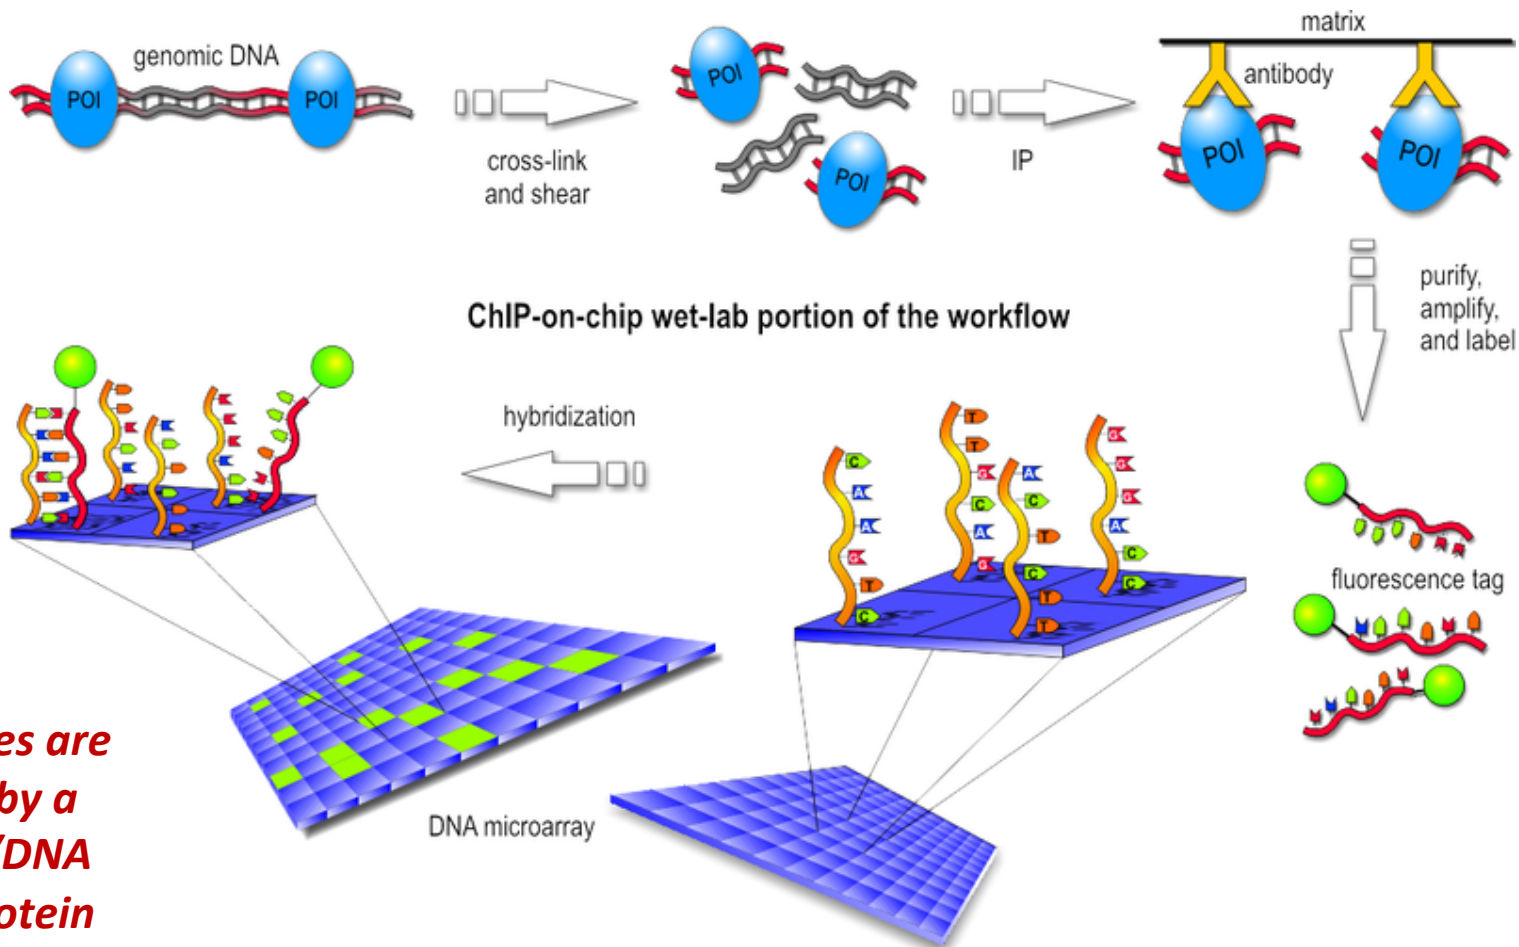 genomic DNA
POI
POI
cross-link
and shear
POI
POI
IP
matrix
antibody
POI
POI
purify,
amplify,
and label
ChIP-on-chip wet-lab portion of the workflow
hybridization
C
A
A
G
T
C
T
T
G
C
A
G
A
C
T
C
T
T
G
G
G
A
C
C
fluorescence tag
DNA microarray
es are
by a
/DNA
otein